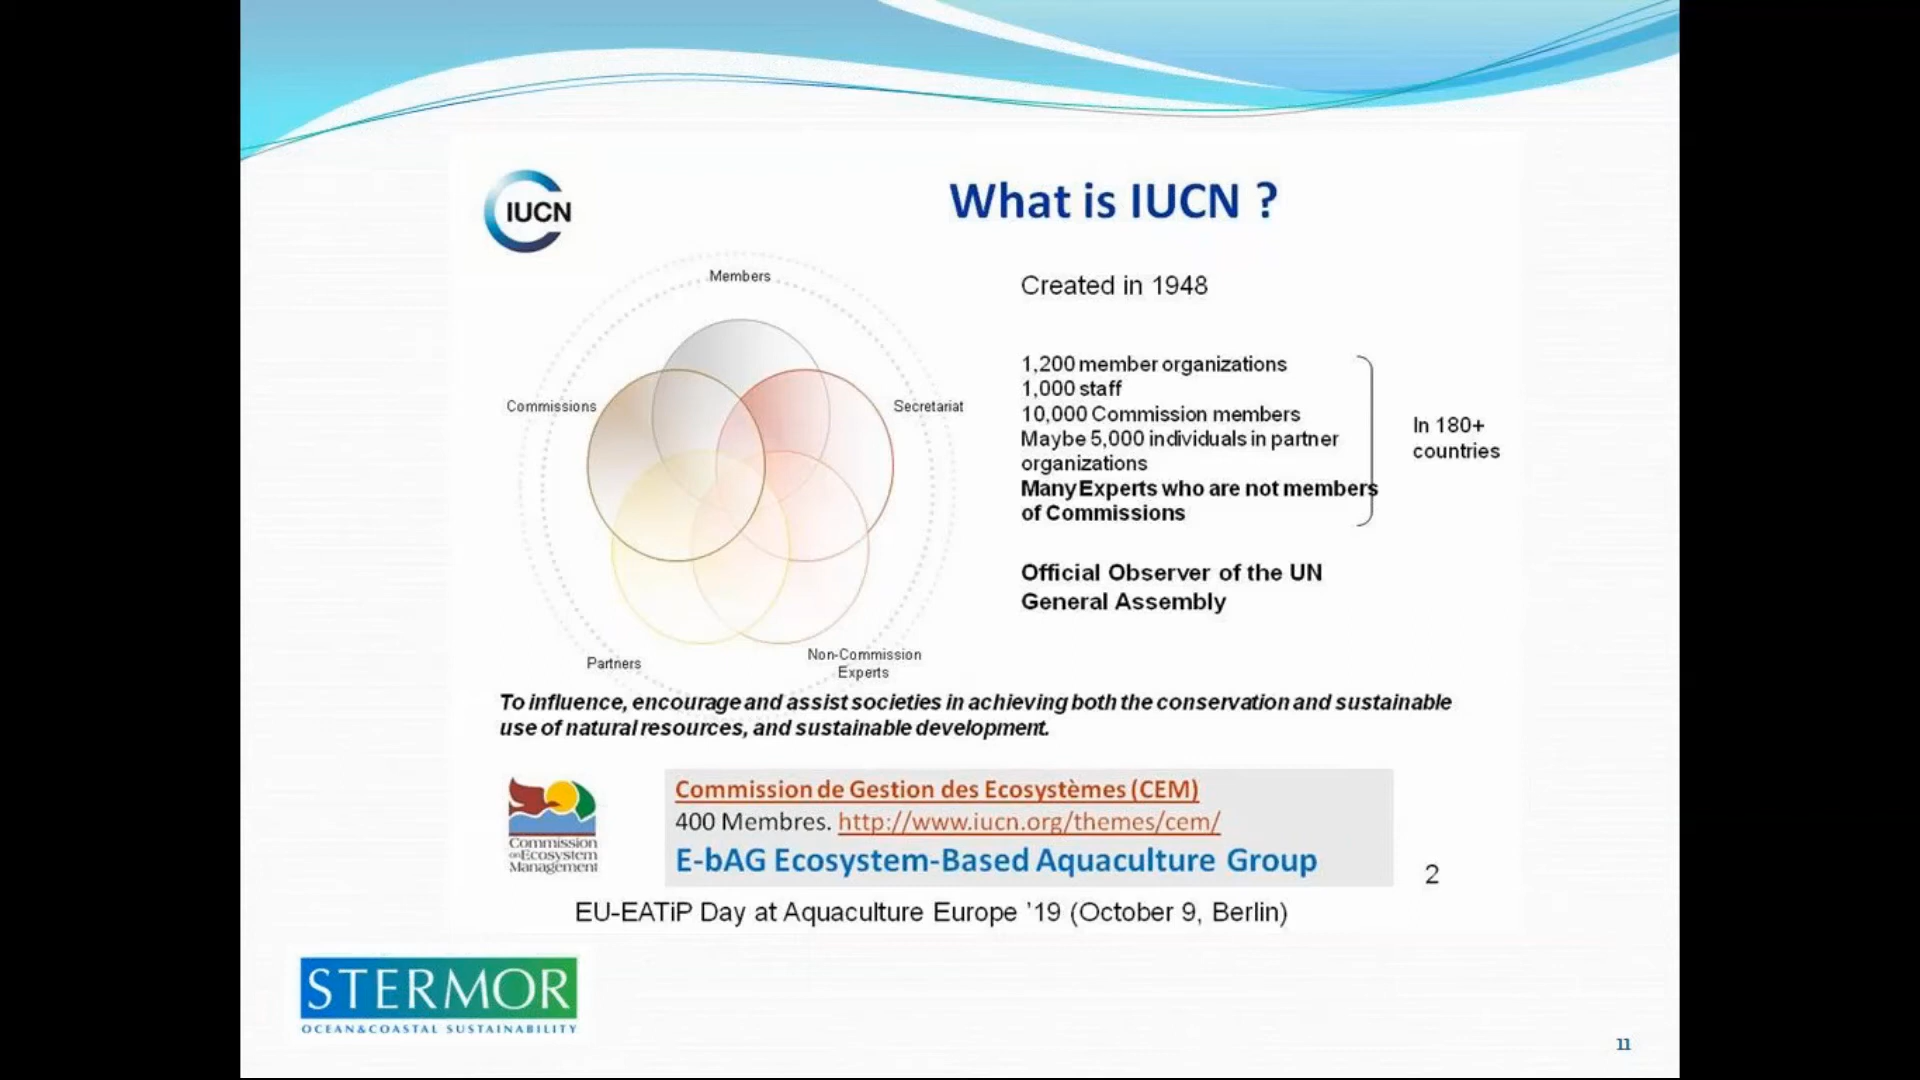 IUCN
What is IUCN ?
Members
Commissions
Secretariat
Partners
Non-Commission
Experts
Created in 1948
1,200 member organizations
1,000 staff
10,000 Commission members
Maybe 5,000 individuals in partner
organizations
Many Experts who are not members
of Commissions
In 180+
countries
Official Observer of the UN
General Assembly
To influence, encourage and assist societies in achieving both the conservation and sustainable
use of natural resources, and sustainable development.
Commission
on Ecosystem
Management
Commission de Gestion des Ecosystèmes (CEM)
400 Membres. http://www.iucn.org/themes/cem/
E-bAG Ecosystem-Based Aquaculture Group
2
EU-EATiP Day at Aquaculture Europe ’19 (October 9, Berlin)
STERMOR
OCEAN&COASTAL SUSTAINABILITY
11